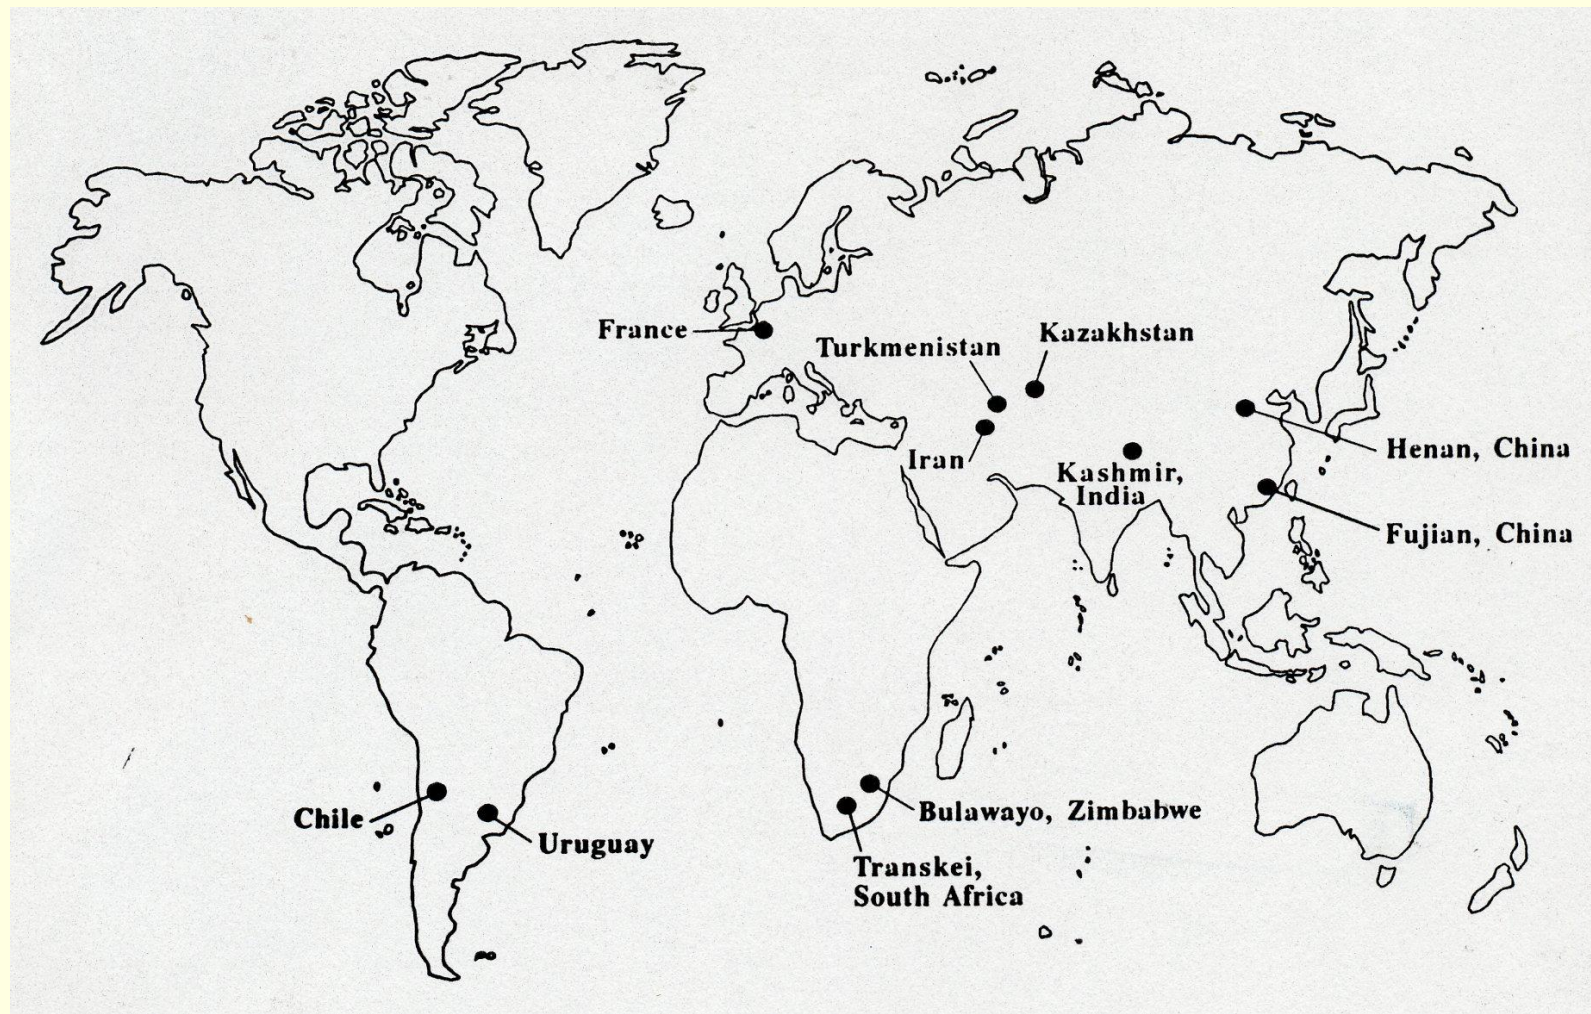 France
Turkmenistan
Kazakhstan
Iran
Kashmir,
India
Henan, China
Fujian, China
Chile
Uruguay
Bulawayo, Zimbabwe
Transkei,
South Africa